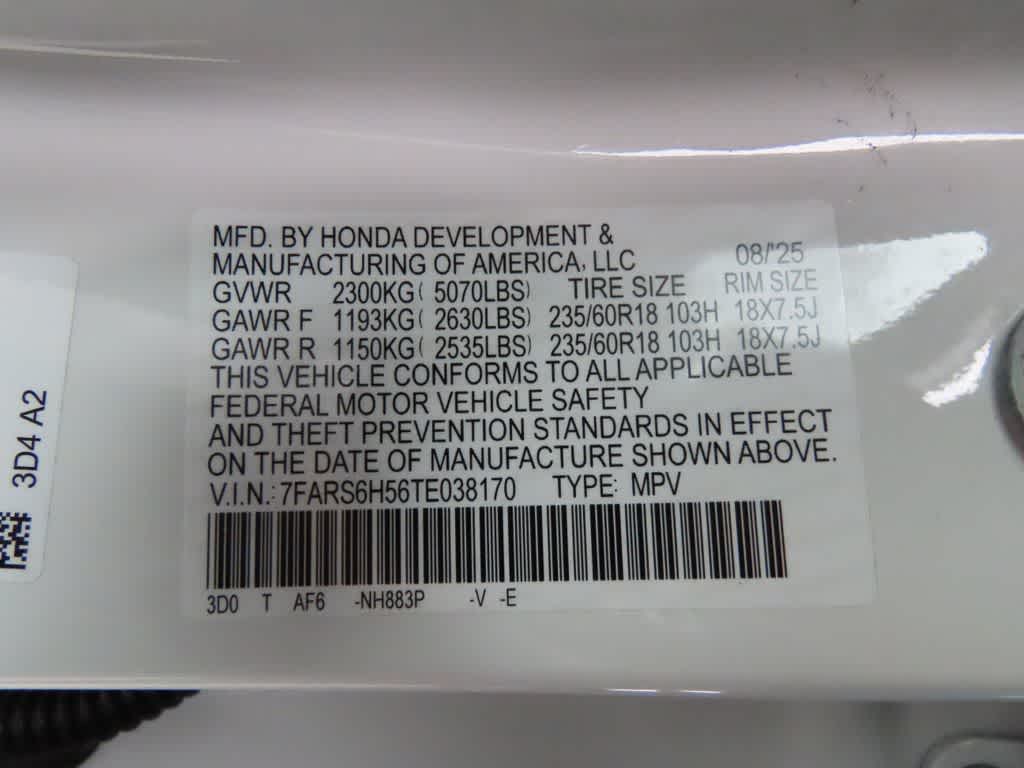 MFD. BY HONDA DEVELOPMENT &
MANUFACTURING OF AMERICA, LLC 08/'25
GVWR 2300KG( 5070LBS) TIRE SIZE RIM SIZE
GAWR F 1193KG( 2630LBS) 235/60R18 103H 18X7.5J
GAWR R 1150KG( 2535LBS) 235/60R18 103H 18X7.5J
THIS VEHICLE CONFORMS TO ALL APPLICABLE
FEDERAL MOTOR VEHICLE SAFETY
AND THEFT PREVENTION STANDARDS IN EFFECT
ON THE DATE OF MANUFACTURE SHOWN ABOVE.
V.I.N.: 7FARS6H56TE038170 TYPE: MPV
3D0 T AF6 -NH883P -V -E
3D4 A2